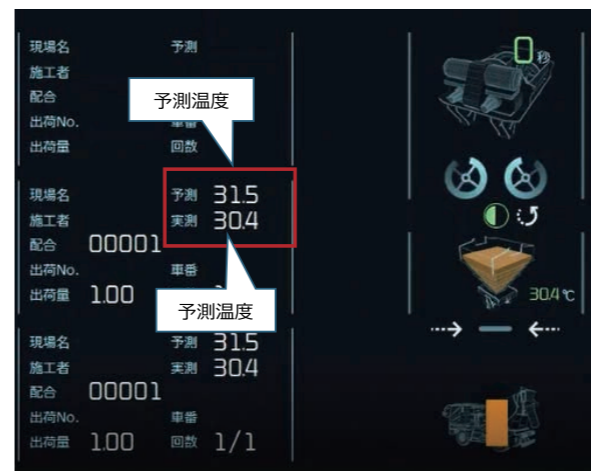 現場名 予測
施工者
配合
予測温度
出荷No. 車番
出荷量 回数
0秒
現場名 予測 31.5
施工者 実測 30.4
配合 00001
出荷No. 車番
出荷量 1.00
予測温度
30.4℃
現場名 予測 31.5
施工者 実測 30.4
配合 00001
出荷No. 車番
出荷量 1.00 回数 1/1